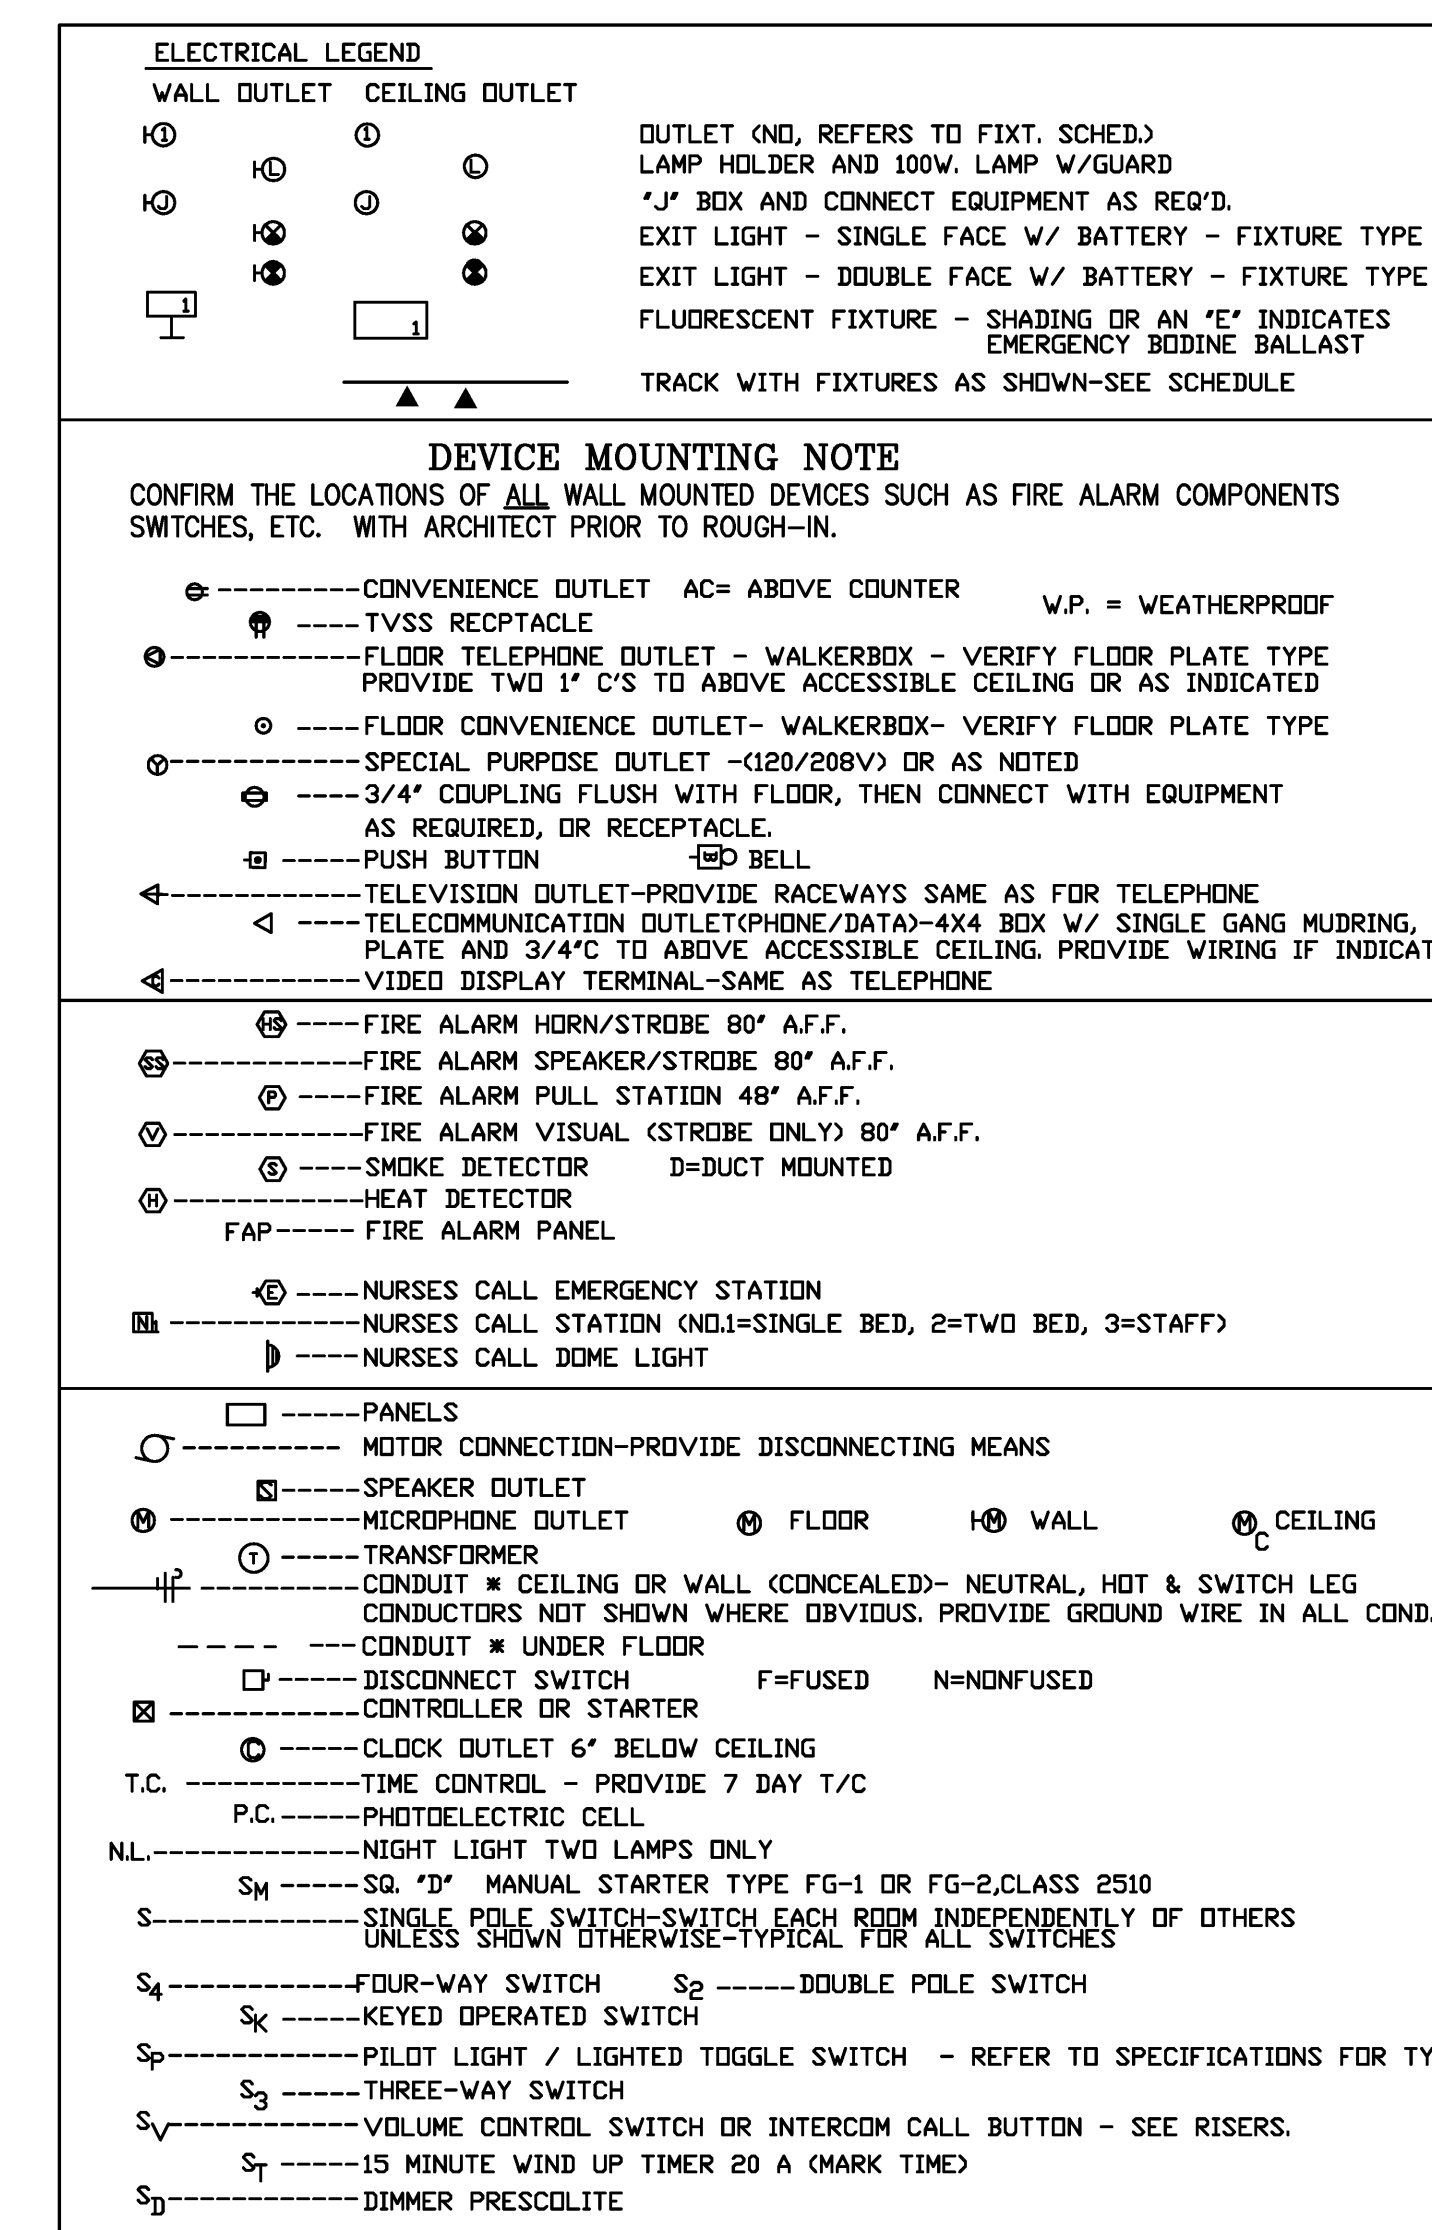 ELECTRICAL LEGEND
WALL OUTLET CEILING OUTLET
1 1 OUTLET (NO, REFERS TO FIXT. SCHED.)
L L LAMP HOLDER AND 100W. LAMP W/GUARD
J J "J" BOX AND CONNECT EQUIPMENT AS REQ'D.
EXIT LIGHT - SINGLE FACE W/ BATTERY - FIXTURE TYPE
EXIT LIGHT - DOUBLE FACE W/ BATTERY - FIXTURE TYPE
1 1 FLUORESCENT FIXTURE - SHADING OR AN "E" INDICATES
EMERGENCY BODINE BALLAST
TRACK WITH FIXTURES AS SHOWN-SEE SCHEDULE
DEVICE MOUNTING NOTE
CONFIRM THE LOCATIONS OF ALL WALL MOUNTED DEVICES SUCH AS FIRE ALARM COMPONENTS
SWITCHES, ETC. WITH ARCHITECT PRIOR TO ROUGH-IN.
---------CONVENIENCE OUTLET AC= ABOVE COUNTER W.P. = WEATHERPROOF
----TVSS RECPTACLE
------------FLOOR TELEPHONE OUTLET - WALKERBOX - VERIFY FLOOR PLATE TYPE
PROVIDE TWO 1" C'S TO ABOVE ACCESSIBLE CEILING OR AS INDICATED
----FLOOR CONVENIENCE OUTLET- WALKERBOX- VERIFY FLOOR PLATE TYPE
Y------------SPECIAL PURPOSE OUTLET -(120/208V) OR AS NOTED
----3/4" COUPLING FLUSH WITH FLOOR, THEN CONNECT WITH EQUIPMENT
AS REQUIRED, OR RECEPTACLE.
-----PUSH BUTTON BELL
------------TELEVISION OUTLET-PROVIDE RACEWAYS SAME AS FOR TELEPHONE
----TELECOMMUNICATION OUTLET(PHONE/DATA)-4X4 BOX W/ SINGLE GANG MUDRING,
PLATE AND 3/4"C TO ABOVE ACCESSIBLE CEILING. PROVIDE WIRING IF INDICAT
C------------VIDEO DISPLAY TERMINAL-SAME AS TELEPHONE
HS ----FIRE ALARM HORN/STROBE 80" A.F.F.
SS------------FIRE ALARM SPEAKER/STROBE 80" A.F.F.
P ----FIRE ALARM PULL STATION 48" A.F.F.
V ------------FIRE ALARM VISUAL (STROBE ONLY) 80" A.F.F.
S ----SMOKE DETECTOR D=DUCT MOUNTED
H ------------HEAT DETECTOR
FAP----- FIRE ALARM PANEL
E ----NURSES CALL EMERGENCY STATION
N1 ------------NURSES CALL STATION (NO.1=SINGLE BED, 2=TWO BED, 3=STAFF)
----NURSES CALL DOME LIGHT
-----PANELS
---------- MOTOR CONNECTION-PROVIDE DISCONNECTING MEANS
S-----SPEAKER OUTLET
M ------------MICROPHONE OUTLET M FLOOR M WALL MC CEILING
T -----TRANSFORMER
----------CONDUIT * CEILING OR WALL (CONCEALED)- NEUTRAL, HOT & SWITCH LEG
CONDUCTORS NOT SHOWN WHERE OBVIOUS. PROVIDE GROUND WIRE IN ALL COND.
---- ---CONDUIT * UNDER FLOOR
-----DISCONNECT SWITCH F=FUSED N=NONFUSED
------------CONTROLLER OR STARTER
C -----CLOCK OUTLET 6" BELOW CEILING
T.C. -----------TIME CONTROL - PROVIDE 7 DAY T/C
P.C.-----PHOTOELECTRIC CELL
N.L.-------------NIGHT LIGHT TWO LAMPS ONLY
SM -----SQ. "D" MANUAL STARTER TYPE FG-1 OR FG-2,CLASS 2510
S-------------SINGLE POLE SWITCH-SWITCH EACH ROOM INDEPENDENTLY OF OTHERS
UNLESS SHOWN OTHERWISE-TYPICAL FOR ALL SWITCHES
S4------------FOUR-WAY SWITCH S2 -----DOUBLE POLE SWITCH
SK -----KEYED OPERATED SWITCH
SP------------PILOT LIGHT / LIGHTED TOGGLE SWITCH - REFER TO SPECIFICATIONS FOR TY
S3 -----THREE-WAY SWITCH
SV------------VOLUME CONTROL SWITCH OR INTERCOM CALL BUTTON - SEE RISERS.
ST -----15 MINUTE WIND UP TIMER 20 A (MARK TIME)
SD------------DIMMER PRESCOLITE